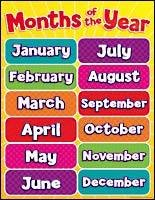 Months of the Year
January
July
February
August
March
September
April
October
May
November
June
December